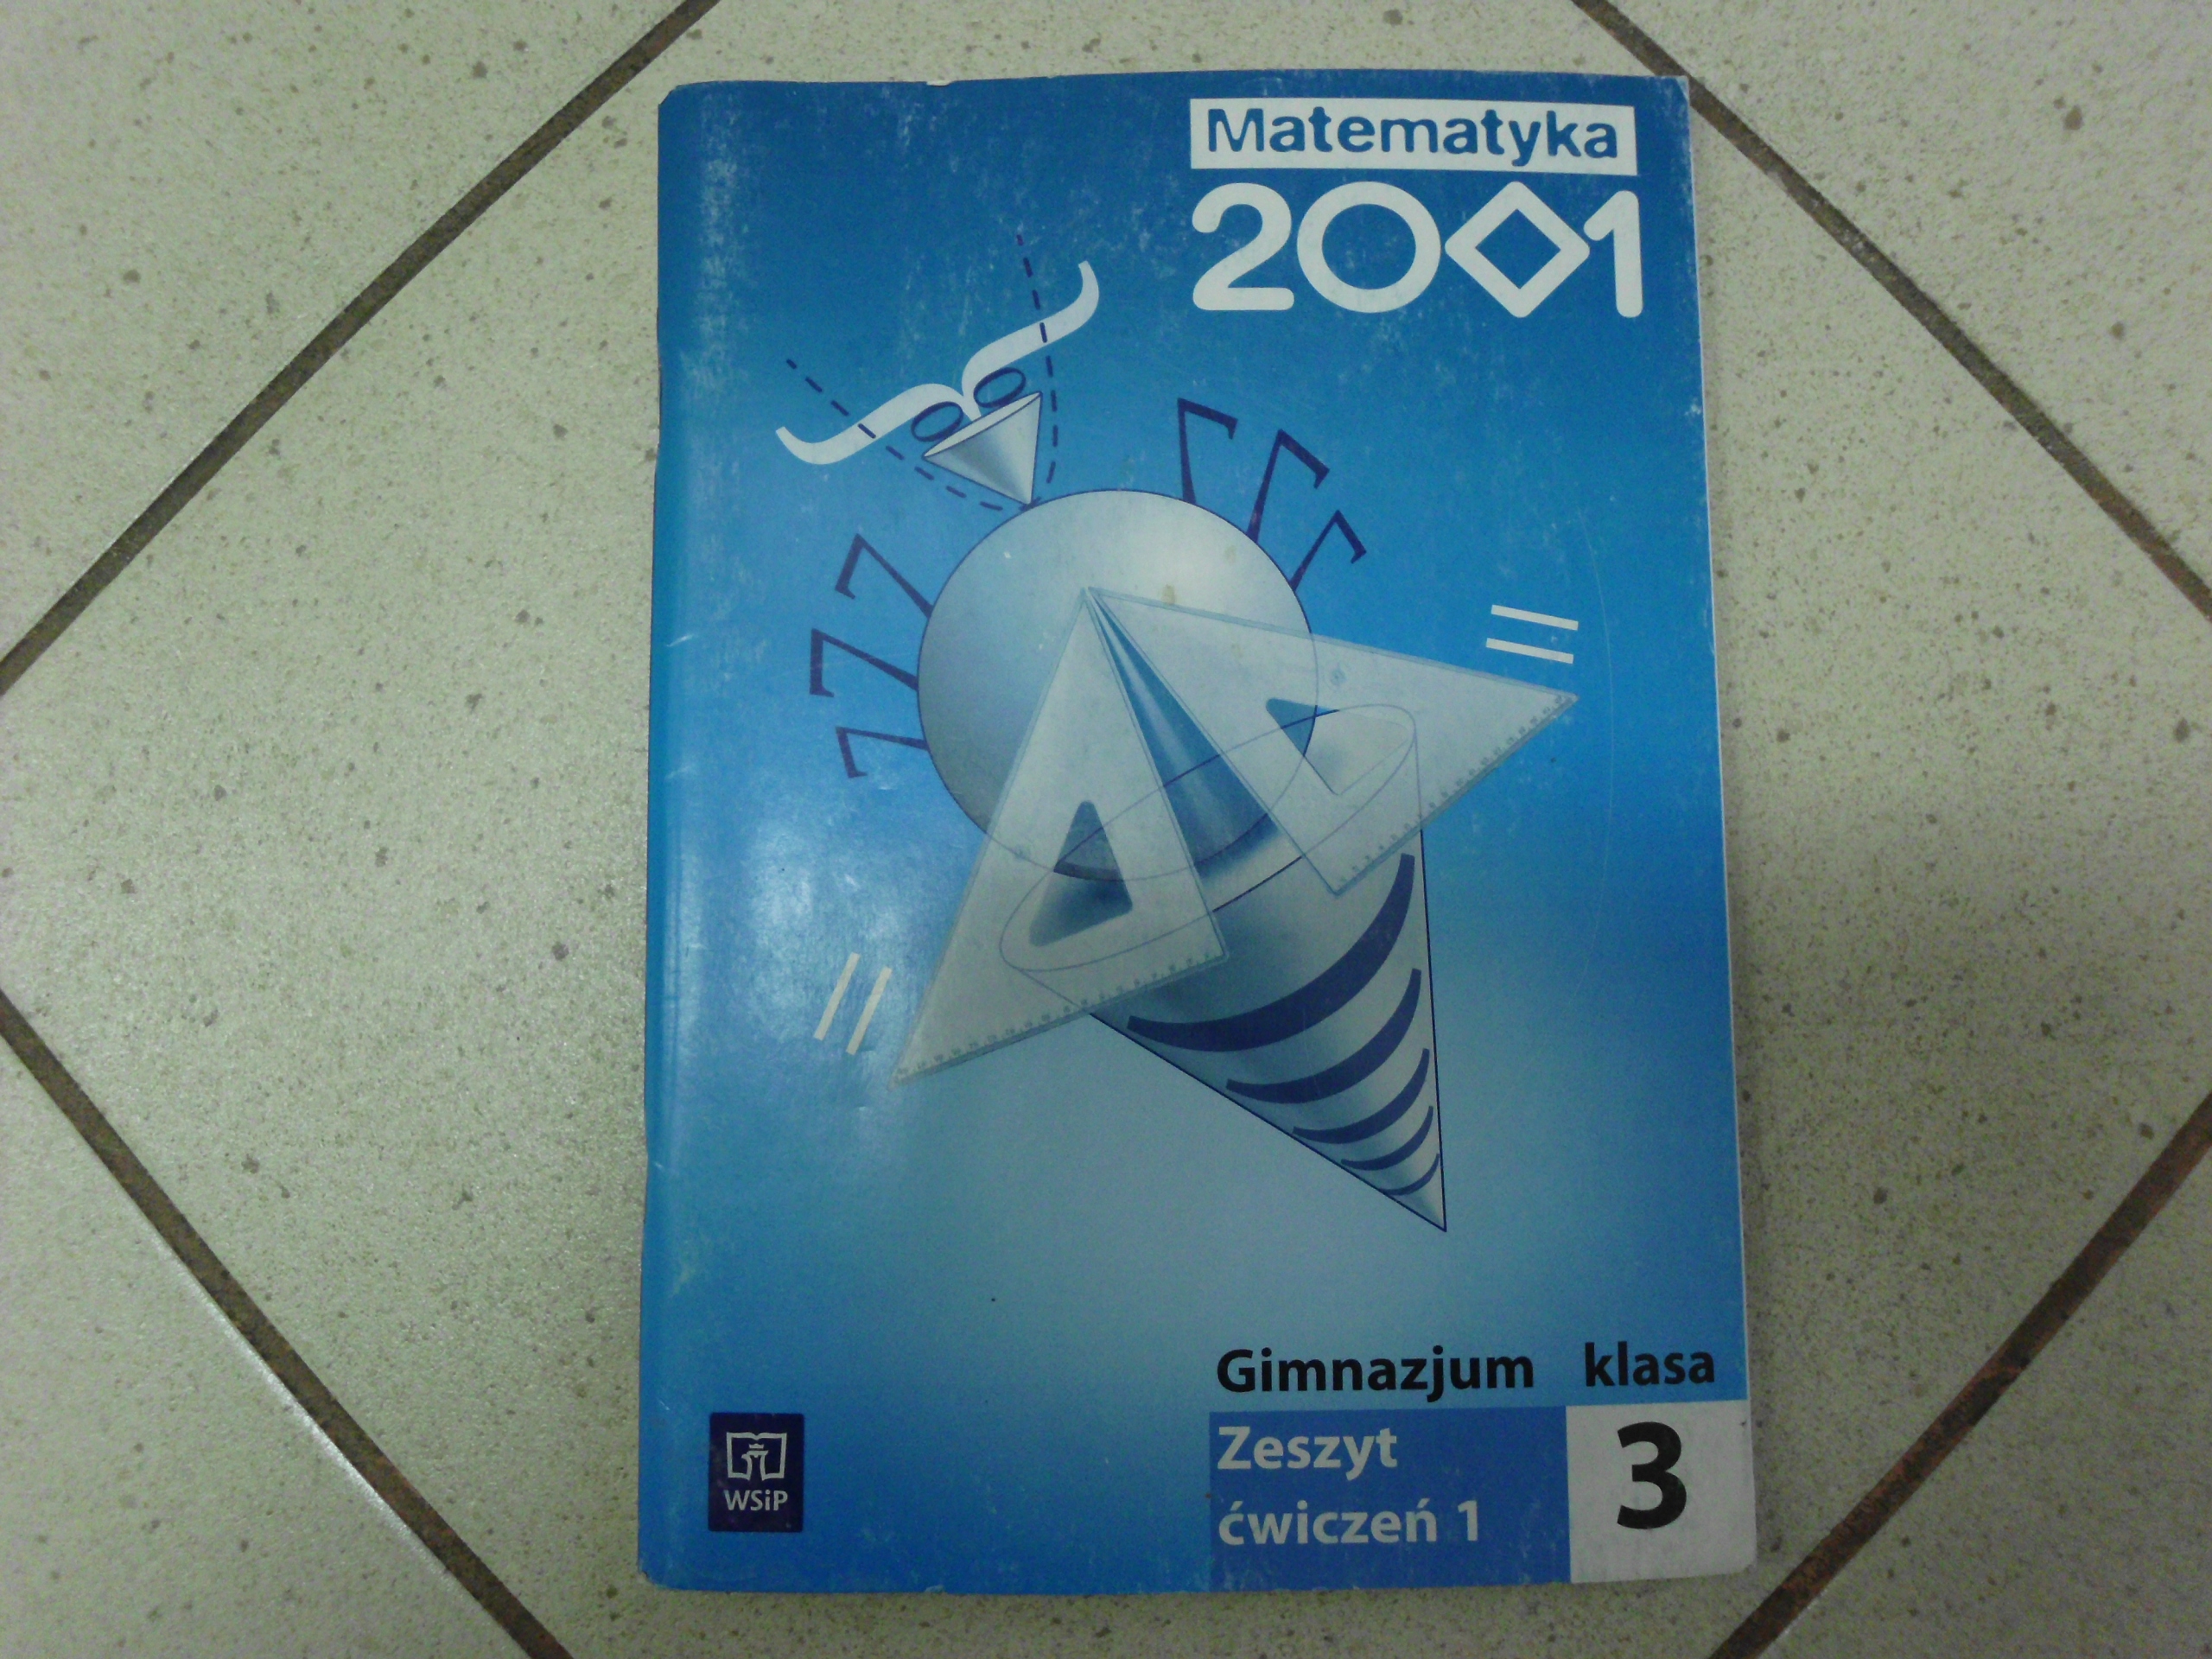 Matematyka
2001
Gimnazjum klasa
Zeszyt
ćwiczeń 1
3
WSiP